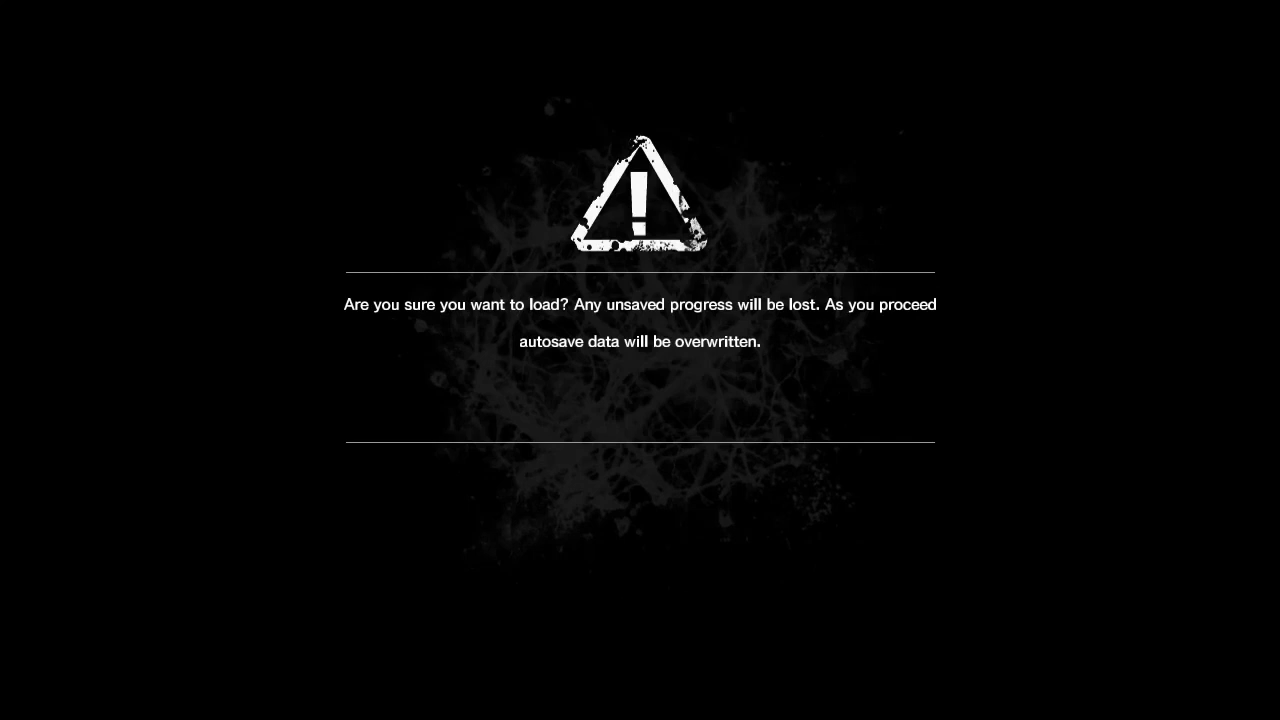 Are you sure you want to load? Any unsaved progress will be lost. As you proceed
autosave data will be overwritten.